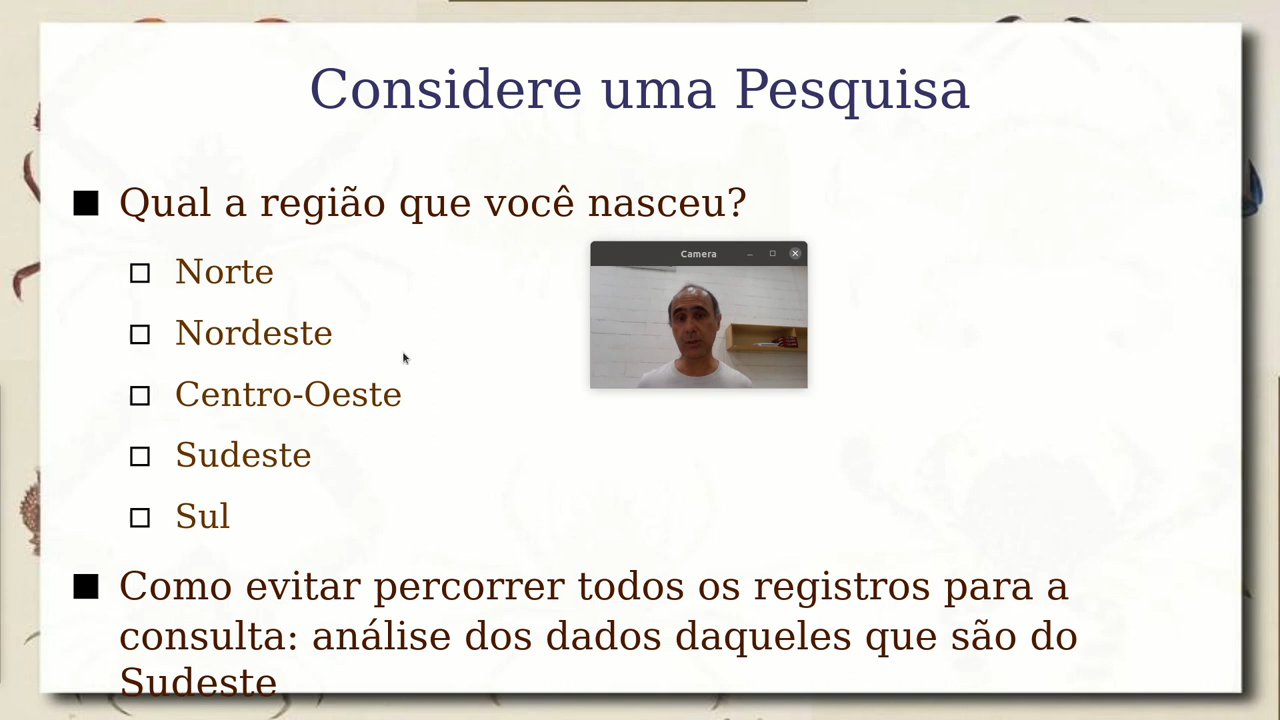 Considere uma Pesquisa
Qual a região que você nasceu?
Camera
Norte
Nordeste
Centro-Oeste
Sudeste
Sul
Como evitar percorrer todos os registros para a
consulta: análise dos dados daqueles que são do
Sudeste